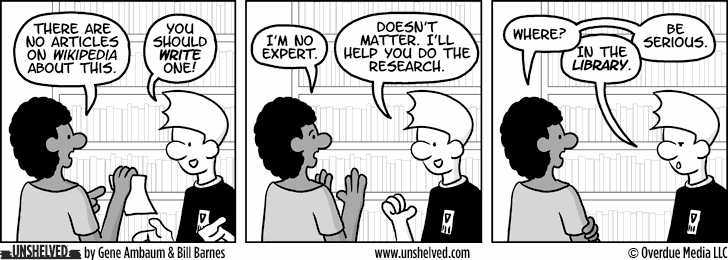 THERE ARE
NO ARTICLES
ON WIKIPEDIA
ABOUT THIS.
YOU
SHOULD
WRITE
ONE!
I'M NO
EXPERT.
DOESN'T
MATTER. I'LL
HELP YOU DO THE
RESEARCH.
WHERE?
IN THE
LIBRARY.
BE
SERIOUS.
UNSHELVED by Gene Ambaum & Bill Barnes
www.unshelved.com
© Overdue Media LLC